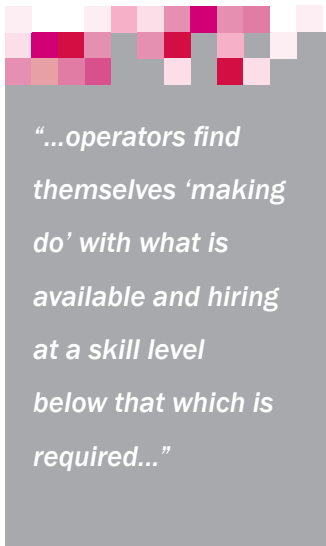 “...operators find
themselves ‘making
do’ with what is
available and hiring
at a skill level
below that which is
required...”